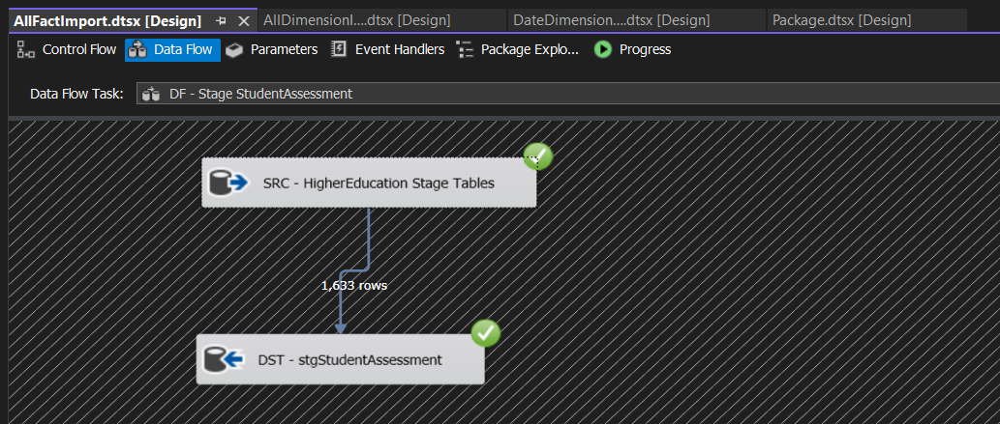 AllFactImport.dtsx [Design] AllDimensionI....dtsx [Design] DateDimension....dtsx [Design] Package.dtsx [Design]
Control Flow Data Flow Parameters Event Handlers Package Explo... Progress
Data Flow Task: DF - Stage StudentAssessment
SRC - HigherEducation Stage Tables
1,633 rows
DST - stgStudentAssessment